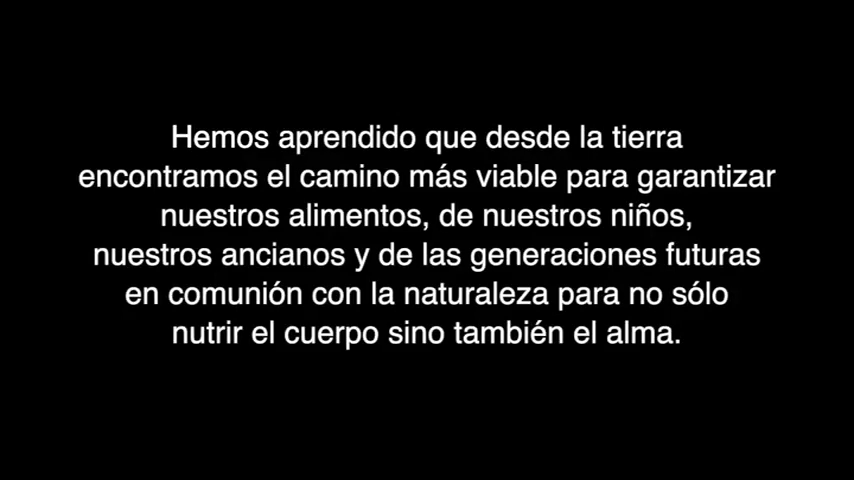 Hemos aprendido que desde la tierra
encontramos el camino más viable para garantizar
nuestros alimentos, de nuestros niños,
nuestros ancianos y de las generaciones futuras
en comunión con la naturaleza para no sólo
nutrir el cuerpo sino también el alma.